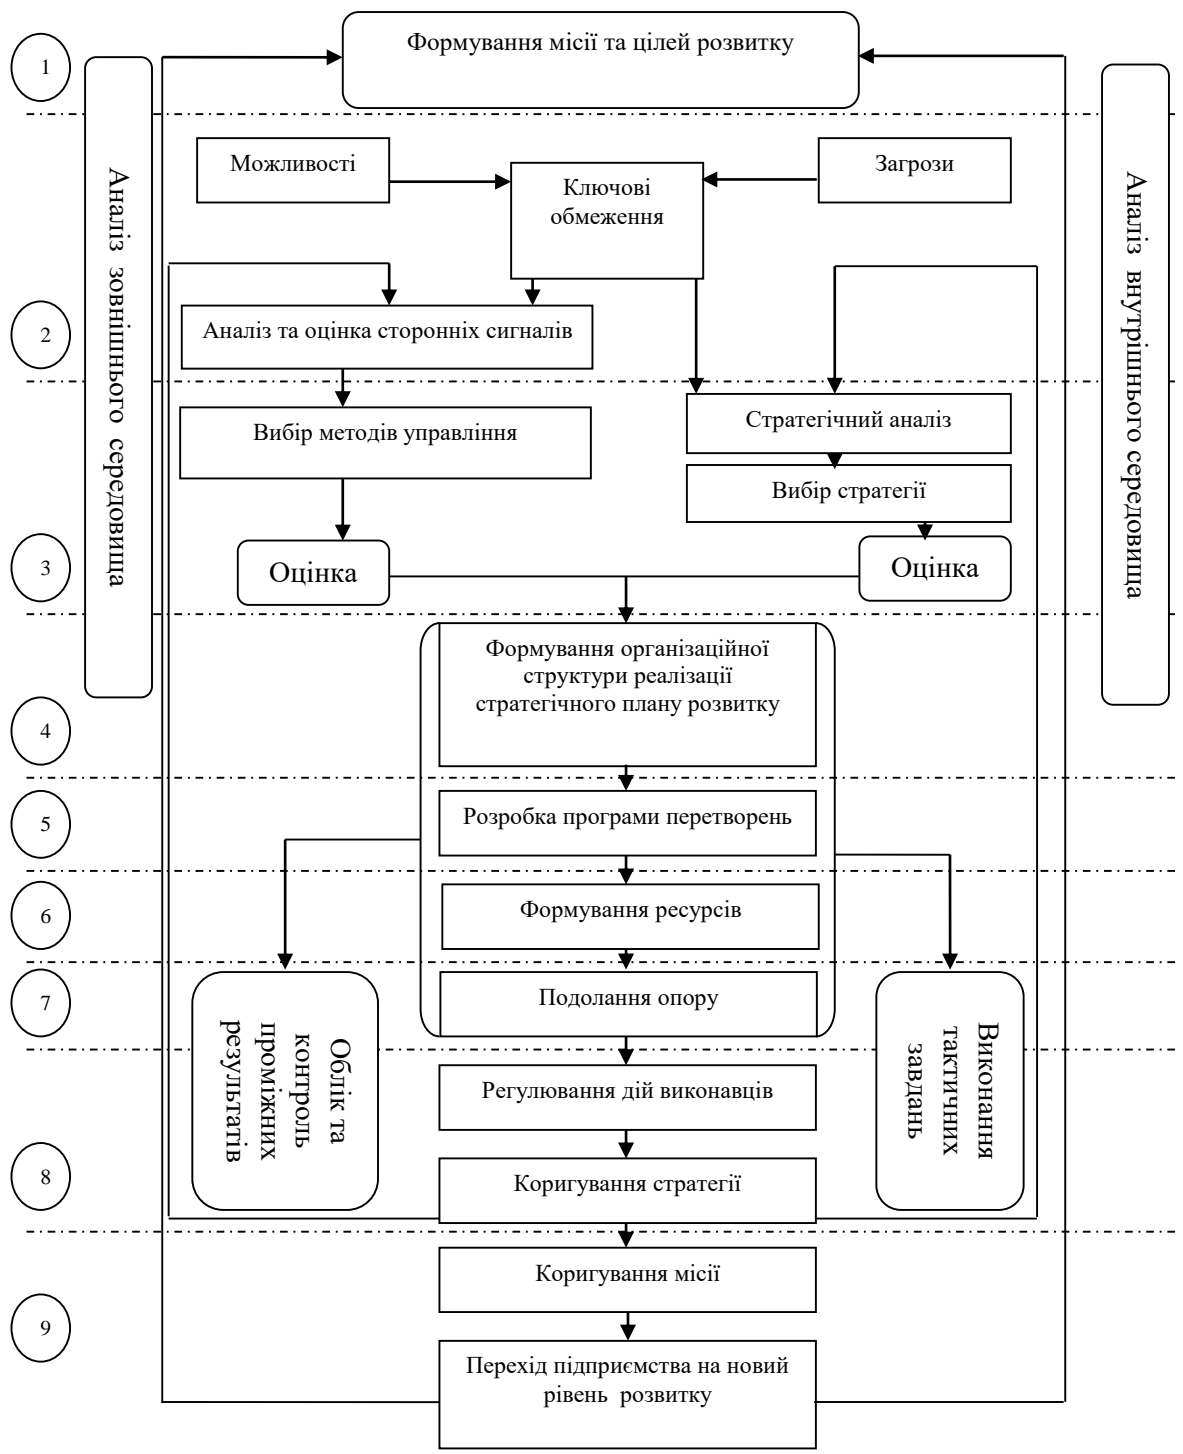 1
Формування місії та цілей розвитку
Аналіз зовнішнього середовища
Аналіз внутрішнього середовища
Можливості
Ключові
обмеження
Загрози
2
Аналіз та оцінка сторонніх сигналів
Вибір методів управління
Стратегічний аналіз
Вибір стратегії
3
Оцінка
Оцінка
4
Формування організаційної
структури реалізації
стратегічного плану розвитку
5
Розробка програми перетворень
6
Формування ресурсів
7
Подолання опору
Облік та
контроль
проміжних
результатів
Виконання
тактичних
завдань
Регулювання дій виконавців
8
Коригування стратегії
Коригування місії
9
Перехід підприємства на новий
рівень розвитку